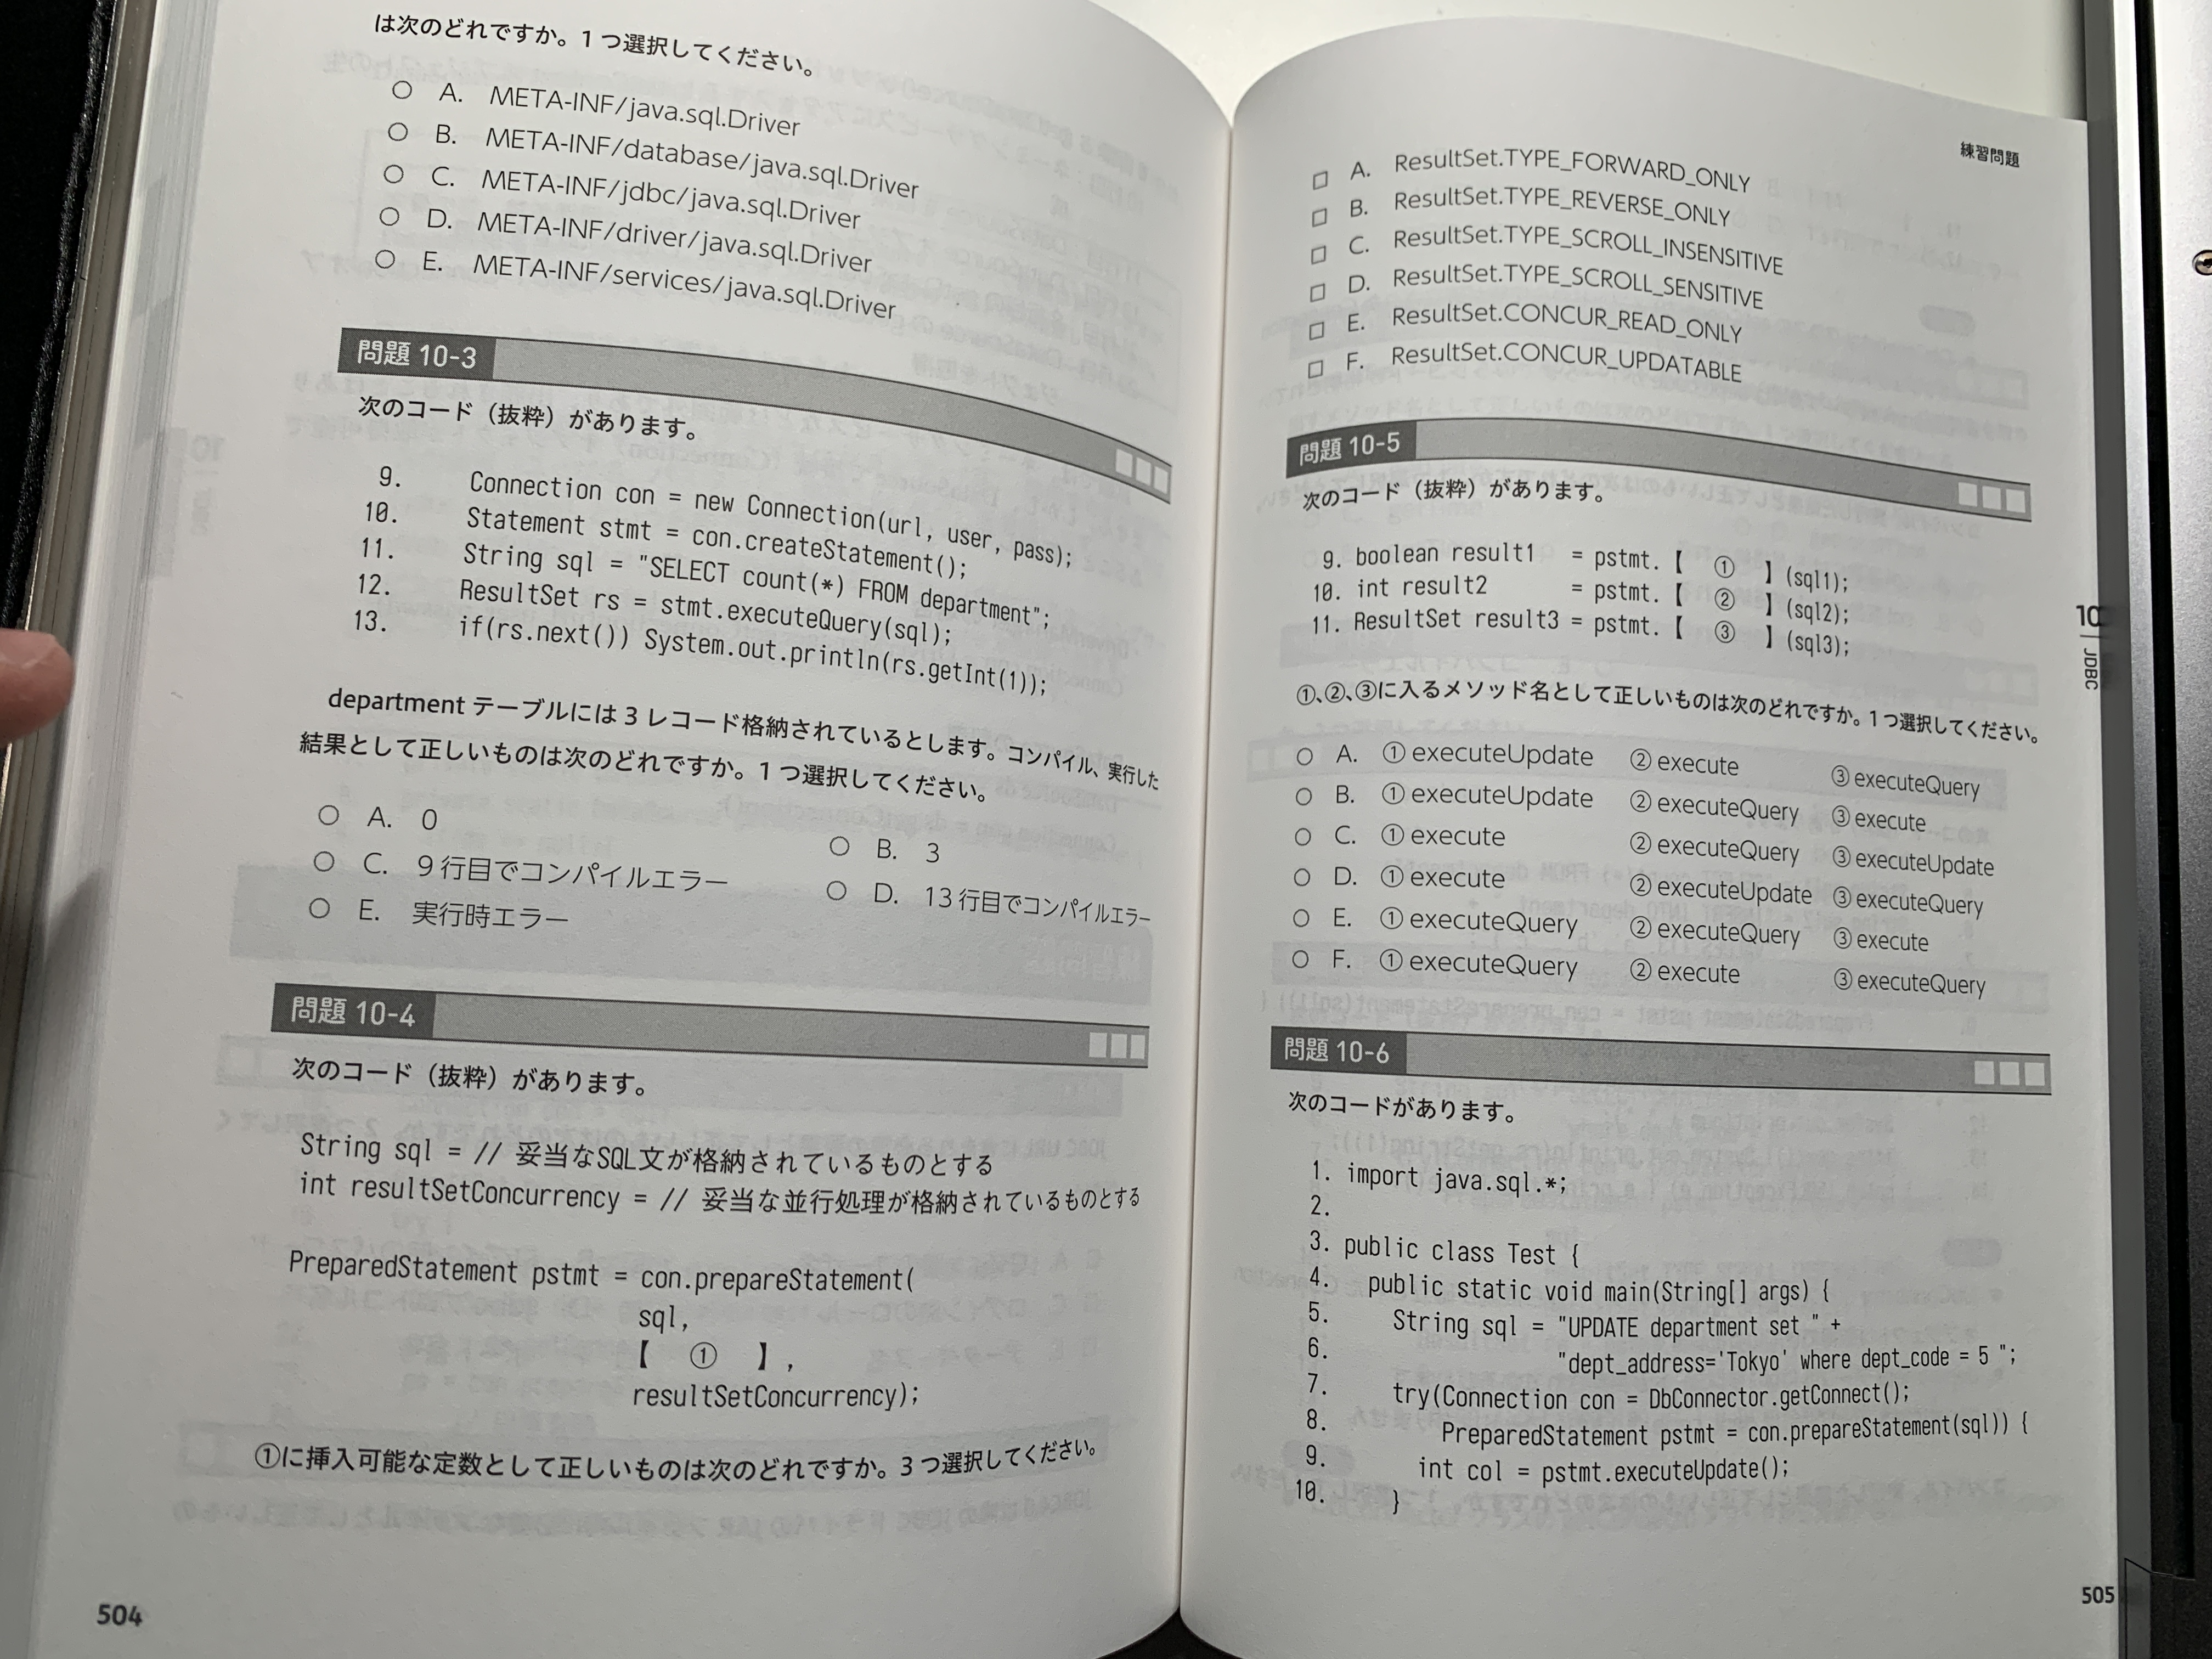 は次のどれですか。1 つ選択してください。
○ A. META-INF/java.sql.Driver
○ B. META-INF/database/java.sql.Driver
○ C. META-INF/jdbc/java.sql.Driver
○ D. META-INF/driver/java.sql.Driver
○ E. META-INF/services/java.sql.Driver
問題 10-3
次のコード（抜粋）があります。
9. Connection con = new Connection(url, user, pass);
10. Statement stmt = con.createStatement();
11. String sql = "SELECT count(*) FROM department";
12. ResultSet rs = stmt.executeQuery(sql);
13. if(rs.next()) System.out.println(rs.getInt(1));
department テーブルには 3 レコード格納されているとします。コンパイル、実行した
結果として正しいものは次のどれですか。1 つ選択してください。
○ A. 0
○ B. 3
○ C. 9 行目でコンパイルエラー
○ D. 13 行目でコンパイルエラー
○ E. 実行時エラー
問題 10-4
次のコード（抜粋）があります。
String sql = // 妥当なSQL文が格納されているものとする
int resultSetConcurrency = // 妥当な並行処理が格納されているものとする
PreparedStatement pstmt = con.prepareStatement(
sql,
【 ① 】,
resultSetConcurrency);
①に挿入可能な定数として正しいものは次のどれですか。3 つ選択してください。
504
練習問題
□ A. ResultSet.TYPE_FORWARD_ONLY
□ B. ResultSet.TYPE_REVERSE_ONLY
□ C. ResultSet.TYPE_SCROLL_INSENSITIVE
□ D. ResultSet.TYPE_SCROLL_SENSITIVE
□ E. ResultSet.CONCUR_READ_ONLY
□ F. ResultSet.CONCUR_UPDATABLE
問題 10-5
次のコード（抜粋）があります。
9. boolean result1 = pstmt.【 ① 】(sql1);
10. int result2 = pstmt.【 ② 】(sql2);
11. ResultSet result3 = pstmt.【 ③ 】(sql3);
①、②、③に入るメソッド名として正しいものは次のどれですか。1 つ選択してください。
○ A. ① executeUpdate ② execute ③ executeQuery
○ B. ① executeUpdate ② executeQuery ③ execute
○ C. ① execute ② executeQuery ③ executeUpdate
○ D. ① execute ② executeUpdate ③ executeQuery
○ E. ① executeQuery ② executeQuery ③ execute
○ F. ① executeQuery ② execute ③ executeQuery
問題 10-6
次のコードがあります。
1. import java.sql.*;
2.
3. public class Test {
4. public static void main(String[] args) {
5. String sql = "UPDATE department set " +
6. "dept_address='Tokyo' where dept_code = 5 ";
7. try(Connection con = DbConnector.getConnect();
8. PreparedStatement pstmt = con.prepareStatement(sql)) {
9. int col = pstmt.executeUpdate();
10. }
10 JDBC
505